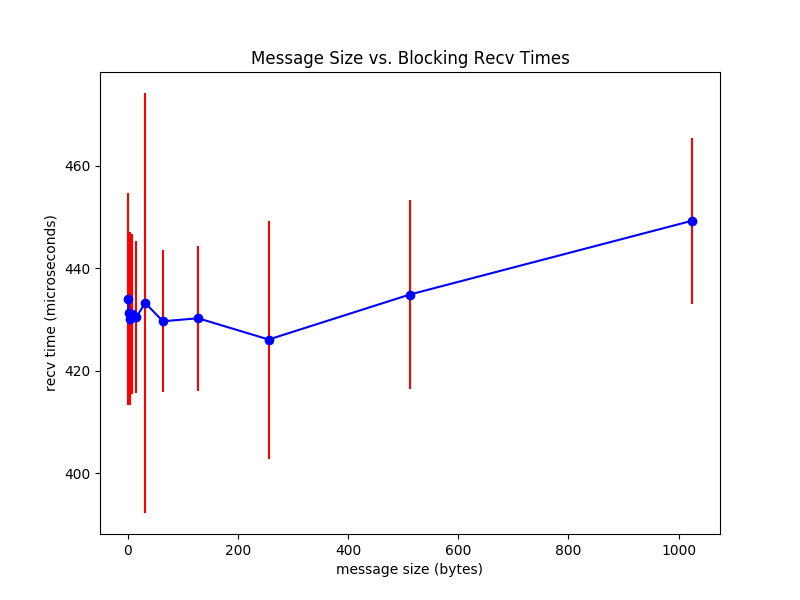 Message Size vs. Blocking Recv Times
460
440
420
400
recv time (microseconds)
0 200 400 600 800 1000
message size (bytes)